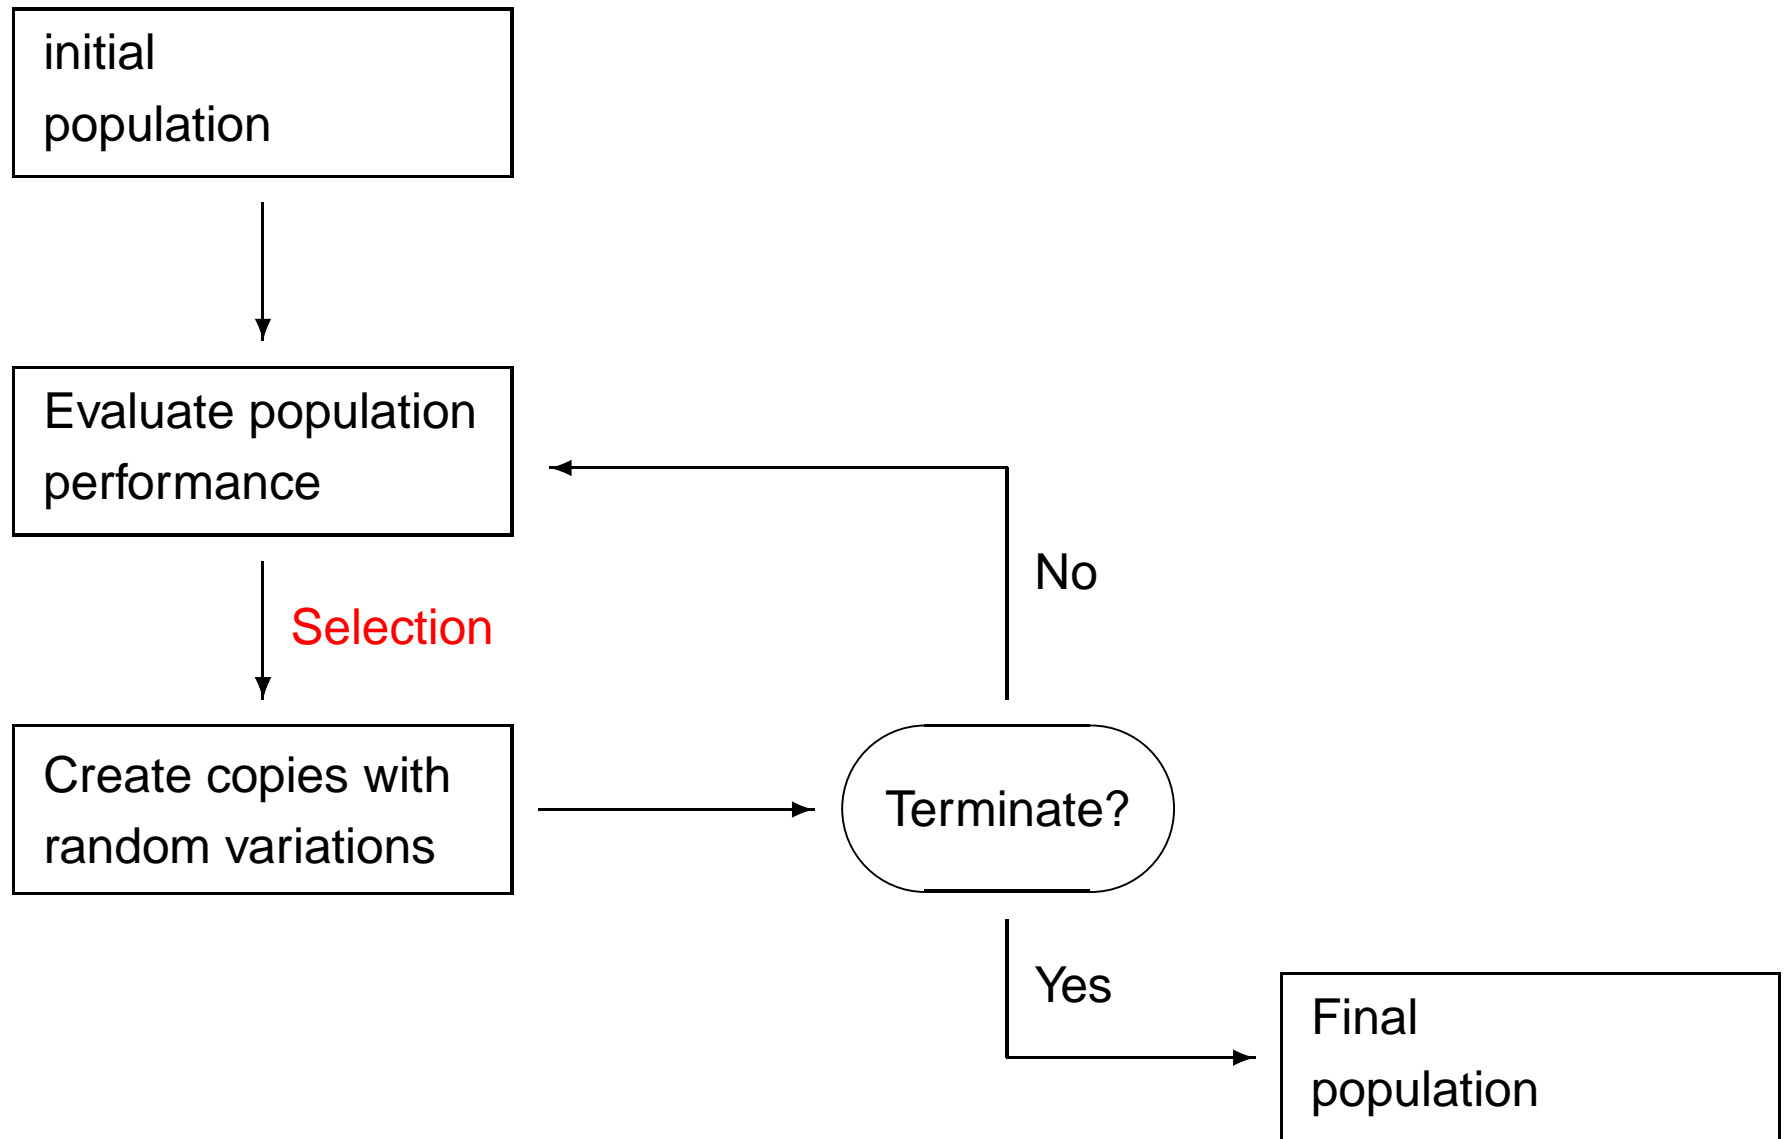 initial
population
Evaluate population
performance
No
Selection
Create copies with
random variations
Terminate?
Yes
Final
population